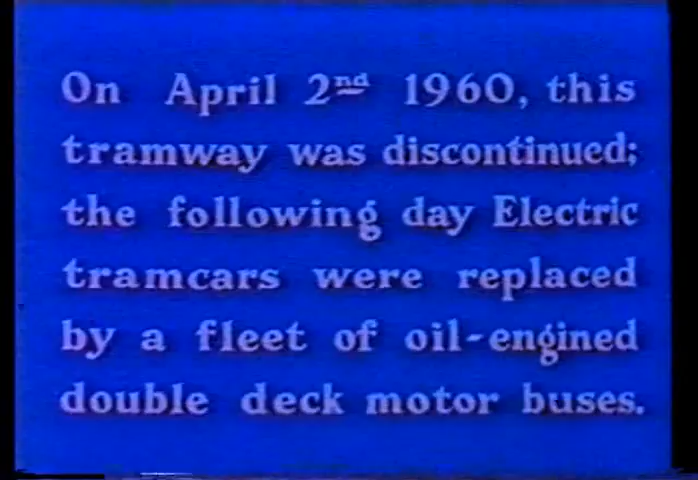 On April 2nd 1960, this
tramway was discontinued;
the following day Electric
tramcars were replaced
by a fleet of oil-engined
double deck motor buses.